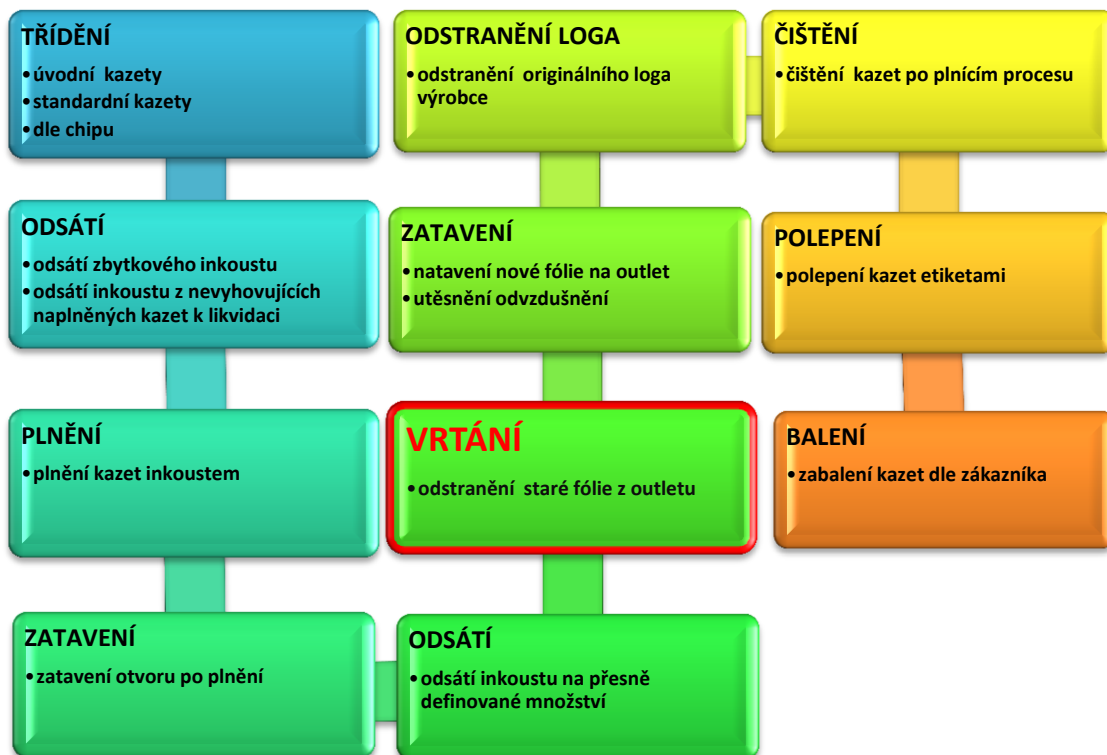 TŘÍDĚNÍ
•úvodní kazety
•standardní kazety
•dle chipu
ODSÁTÍ
•odsátí zbytkového inkoustu
•odsátí inkoustu z nevyhovujících
naplněných kazet k likvidaci
PLNĚNÍ
•plnění kazet inkoustem
ZATAVENÍ
•zatavení otvoru po plnění
ODSÁTÍ
•odsátí inkoustu na přesně
definované množství
VRTÁNÍ
•odstranění staré fólie z outletu
ZATAVENÍ
•natavení nové fólie na outlet
•utěsnění odvzdušnění
ODSTRANĚNÍ LOGA
•odstranění originálního loga
výrobce
ČIŠTĚNÍ
•čištění kazet po plnícím procesu
POLEPENÍ
•polepení kazet etiketami
BALENÍ
•zabalení kazet dle zákazníka